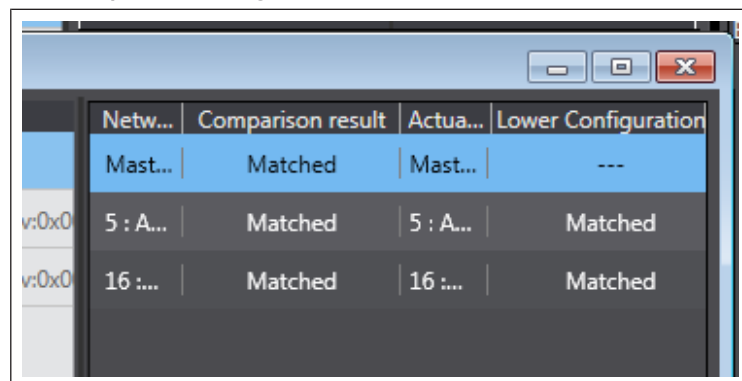 Netw... Comparison result Actua... Lower Configuration
Mast... Matched Mast... ---
v:0x0 5 : A... Matched 5 : A... Matched
v:0x0 16 :... Matched 16 :... Matched